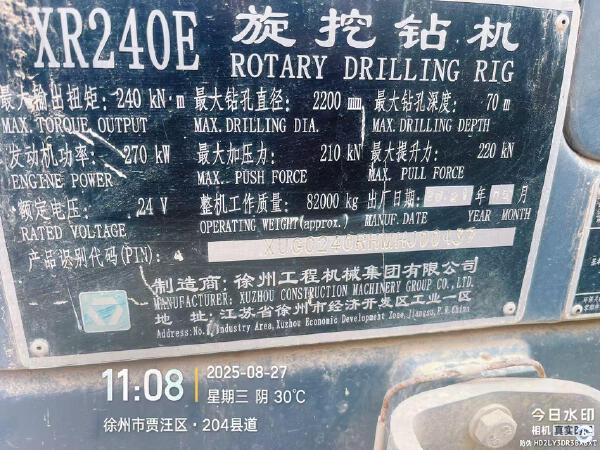 XR240E 旋挖钻机
ROTARY DRILLING RIG
最大输出扭矩: 240 kN·m 最大钻孔直径: 2200 mm 最大钻孔深度: 70 m
MAX. TORQUE OUTPUT MAX. DRILLING DIA. MAX. DRILLING DEPTH
发动机功率: 270 kW 最大加压力: 210 kN 最大提升力: 220 kN
ENGINE POWER MAX. PUSH FORCE MAX. PULL FORCE
额定电压: 24 V 整机工作质量: 82000 kg 出厂日期: 年 月
RATED VOLTAGE OPERATING WEIGHT(approx.) MANUF. DATE YEAR MONTH
产品识别代码(PIN):
制造商: 徐州工程机械集团有限公司
MANUFACTURER: XUZHOU CONSTRUCTION MACHINERY GROUP CO., LTD.
地 址: 江苏省徐州市经济开发区工业一区
Address: No.1, Industry Area, Xuzhou Economic Development Zone, Jiangsu, P.R.China
11:08 2025-08-27
星期三 阴 30℃
徐州市贾汪区·204县道
今日水印
相机 真实
防伪 HD2LY3DR38X8XT